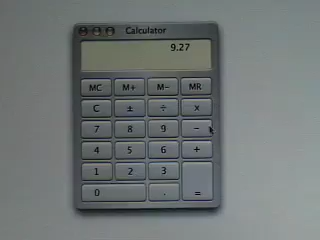 Calculator
9.27
MC M+ M- MR
C ± ÷ x
7 8 9 -
4 5 6 +
1 2 3
0 . =